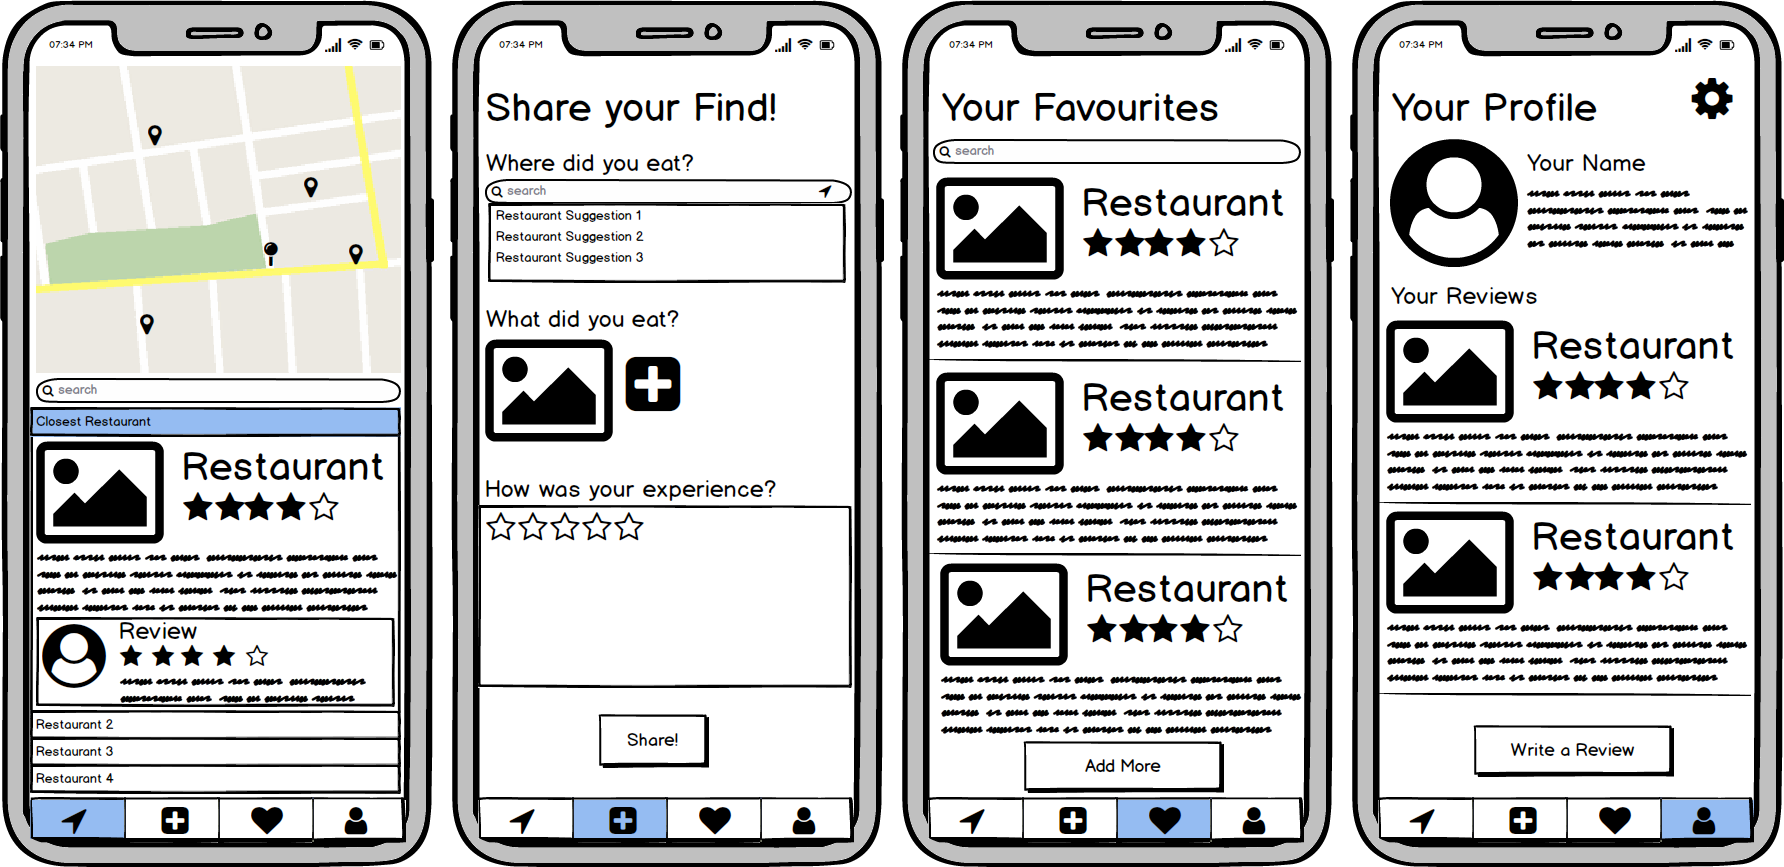 07:34 PM
search
Closest Restaurant
Restaurant
Review
Restaurant 2
Restaurant 3
Restaurant 4
07:34 PM
Share your Find!
Where did you eat?
search
Restaurant Suggestion 1
Restaurant Suggestion 2
Restaurant Suggestion 3
What did you eat?
How was your experience?
Share!
07:34 PM
Your Favourites
search
Restaurant
Restaurant
Restaurant
Add More
07:34 PM
Your Profile
Your Name
Your Reviews
Restaurant
Restaurant
Write a Review